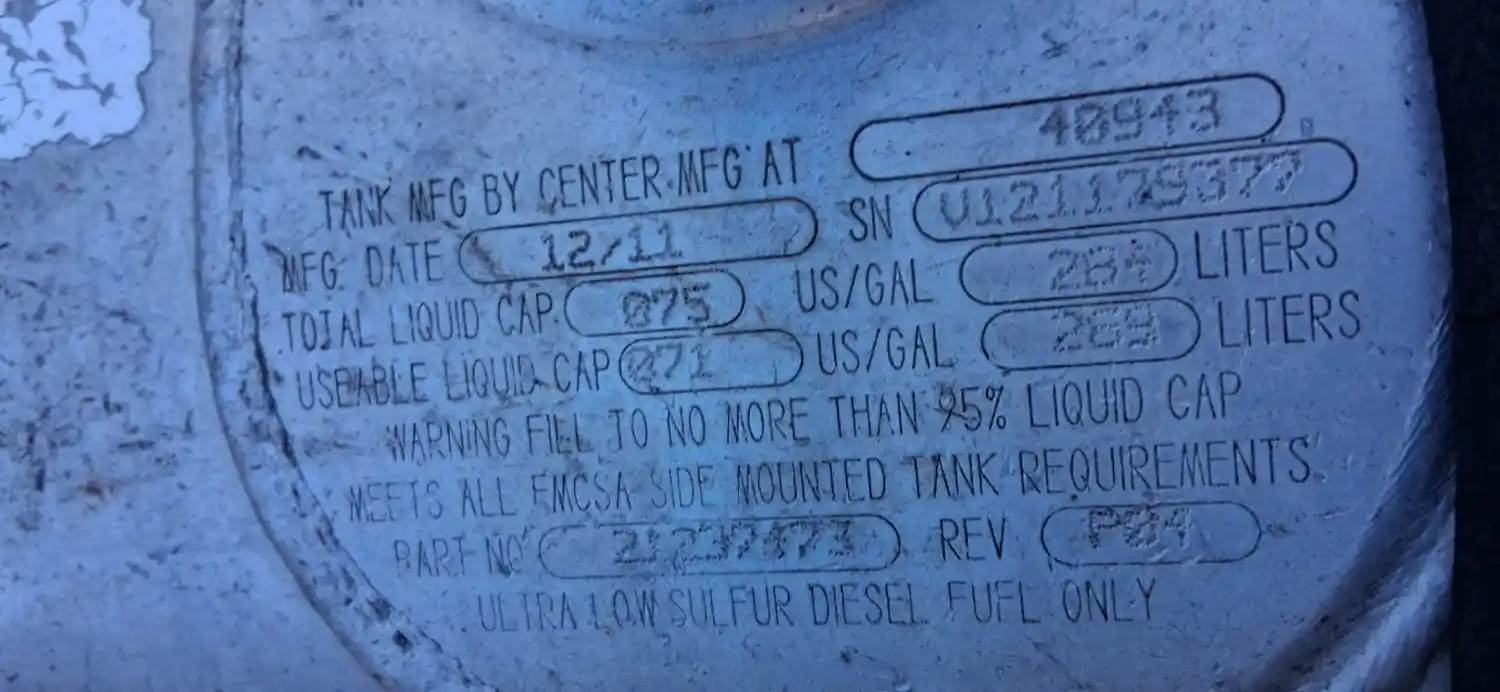 TANK MFG BY CENTER MFG AT 40943
MFG DATE 12/11 SN V121179377
TOTAL LIQUID CAP 075 US/GAL 284 LITERS
USEABLE LIQUID CAP 071 US/GAL 269 LITERS
WARNING FILL TO NO MORE THAN 95% LIQUID CAP
MEETS ALL FMCSA SIDE MOUNTED TANK REQUIREMENTS
PART NO 21237473 REV P04
ULTRA LOW SULFUR DIESEL FUEL ONLY